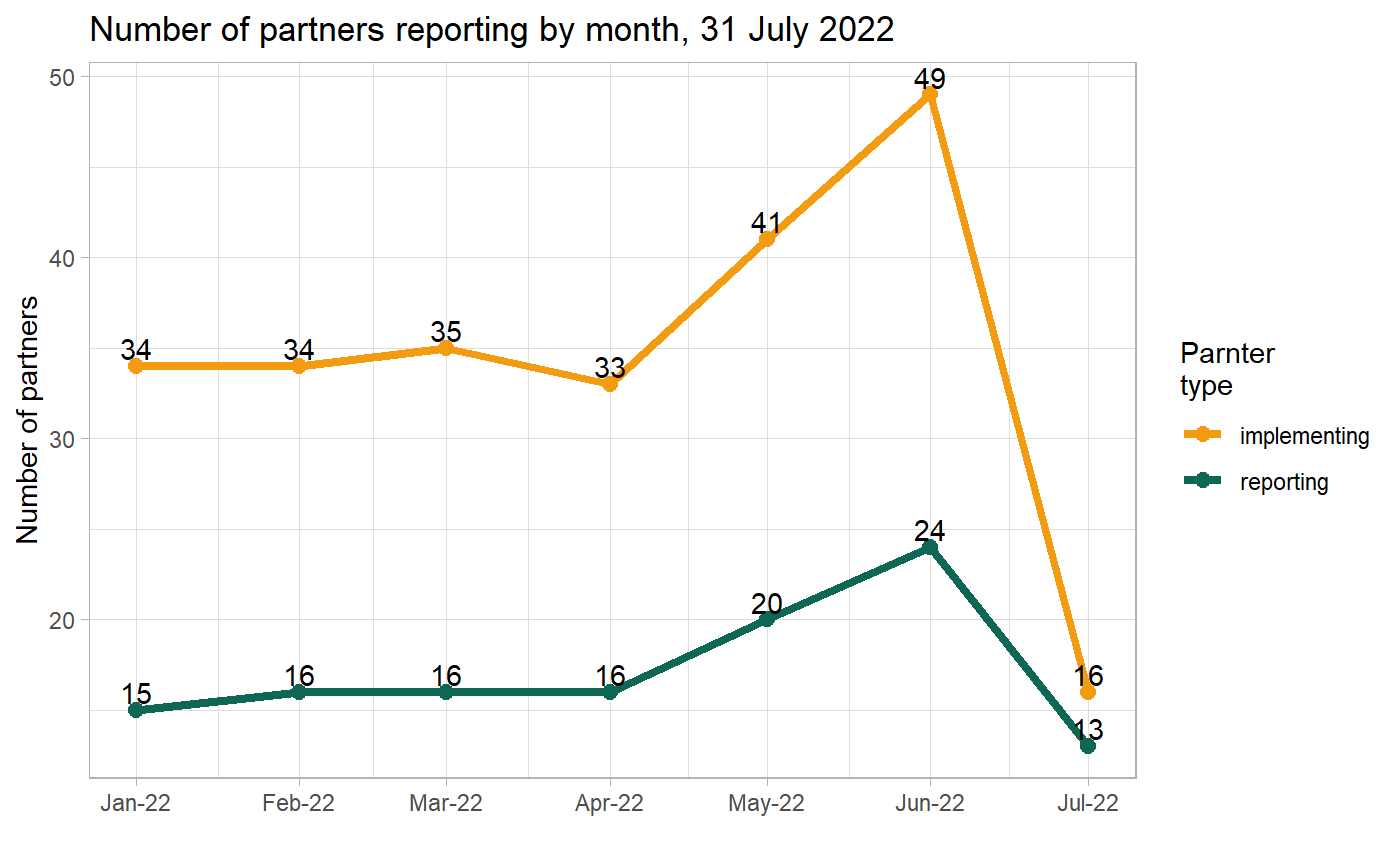 Number of partners reporting by month, 31 July 2022
Number of partners
50
40
30
20
34
34
35
33
41
49
16
15
16
16
16
20
24
13
Jan-22
Feb-22
Mar-22
Apr-22
May-22
Jun-22
Jul-22
Parnter
type
implementing
reporting